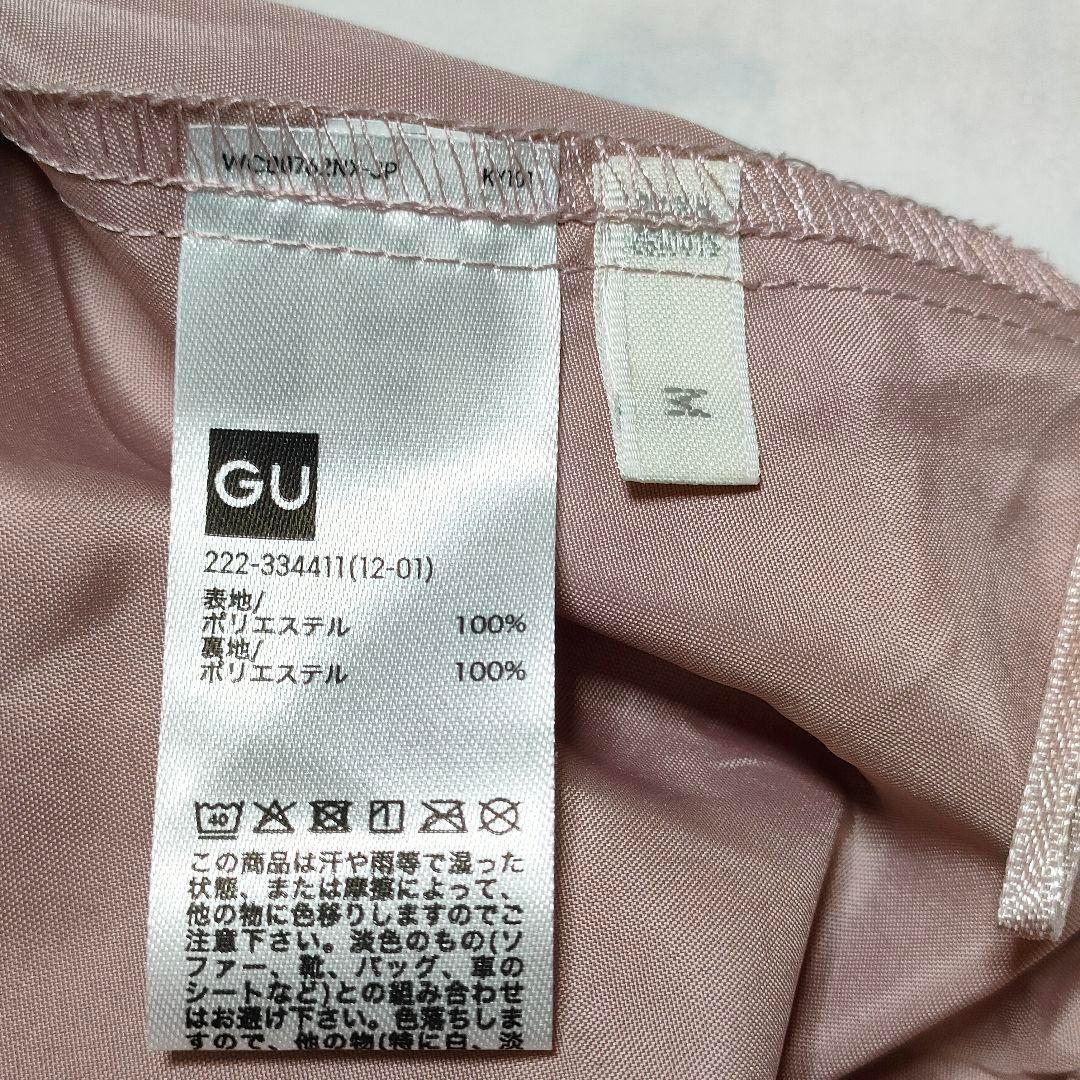 KY101
M
GU
222-334411(12-01)
表地/
ポリエステル 100%
裏地/
ポリエステル 100%
40
この商品は汗や雨等で湿った
状態、または摩擦によって、
他の物に色移りしますのでご
注意下さい。淡色のもの(ソ
ファー、靴、バッグ、車の
シートなど)との組み合わせ
はお避け下さい。色落ちしま
すので、他の物(特に白、淡